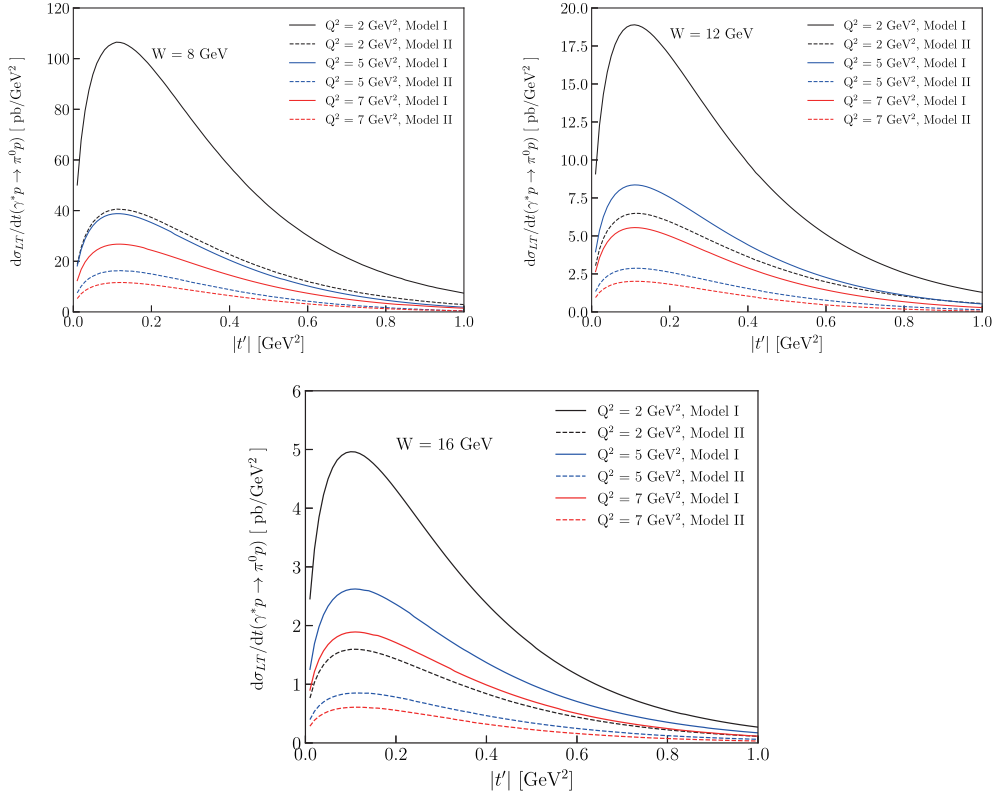 120
100
80
60
40
20
0
0.0 0.2 0.4 0.6 0.8 1.0
|t′| [GeV²]
dσ_LT/dt(γ*p → π⁰p) [ pb/GeV² ]
W = 8 GeV
Q² = 2 GeV², Model I
Q² = 2 GeV², Model II
Q² = 5 GeV², Model I
Q² = 5 GeV², Model II
Q² = 7 GeV², Model I
Q² = 7 GeV², Model II
20.0
17.5
15.0
12.5
10.0
7.5
5.0
2.5
0.0
0.0 0.2 0.4 0.6 0.8 1.0
|t′| [GeV²]
dσ_LT/dt(γ*p → π⁰p) [ pb/GeV² ]
W = 12 GeV
Q² = 2 GeV², Model I
Q² = 2 GeV², Model II
Q² = 5 GeV², Model I
Q² = 5 GeV², Model II
Q² = 7 GeV², Model I
Q² = 7 GeV², Model II
6
5
4
3
2
1
0
0.0 0.2 0.4 0.6 0.8 1.0
|t′| [GeV²]
dσ_LT/dt(γ*p → π⁰p) [ pb/GeV² ]
W = 16 GeV
Q² = 2 GeV², Model I
Q² = 2 GeV², Model II
Q² = 5 GeV², Model I
Q² = 5 GeV², Model II
Q² = 7 GeV², Model I
Q² = 7 GeV², Model II